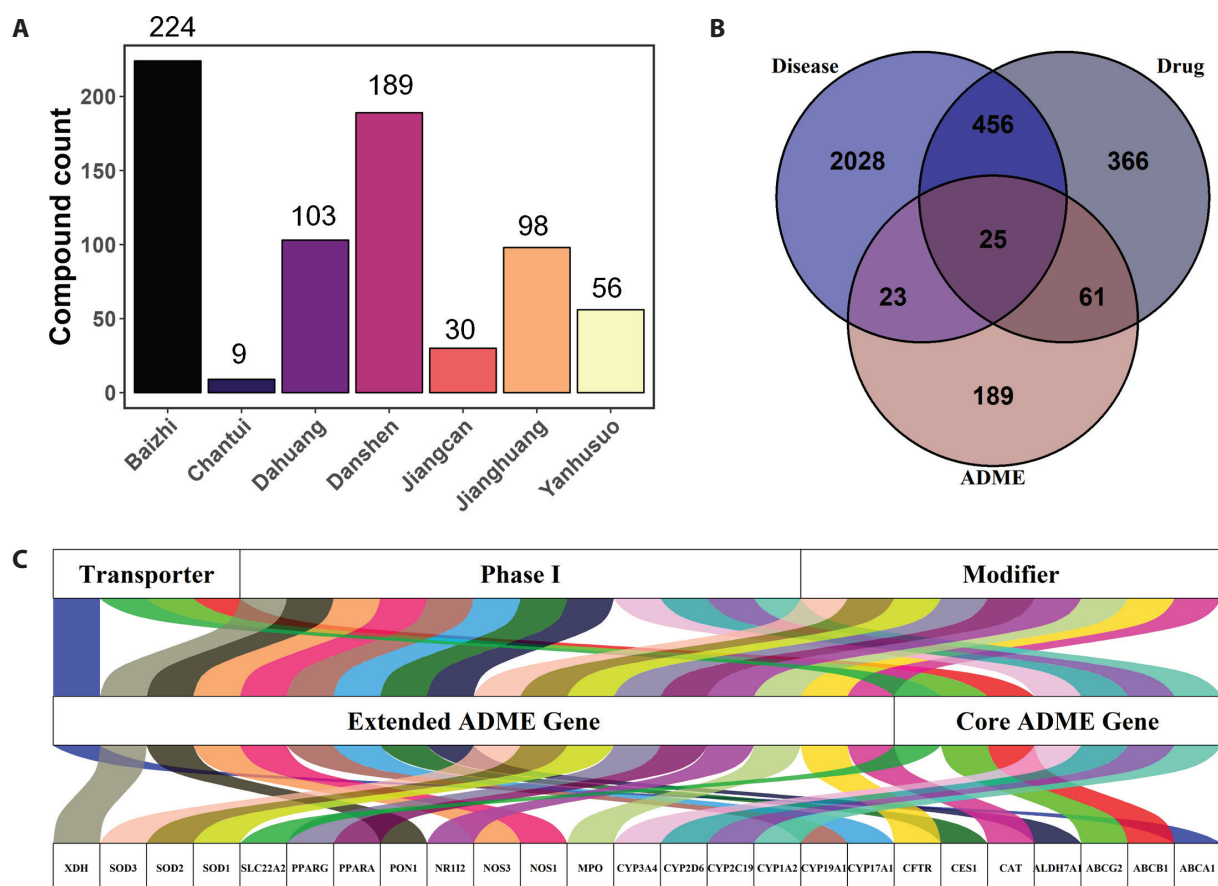 A
224
9
103
189
30
98
56
Compound count
200
150
100
50
0
Baizhi
Chantui
Dahuang
Danshen
Jiangcan
Jianghuang
Yanhusuo
B
Disease
Drug
2028
456
366
25
23
61
189
ADME
C
Transporter Phase I Modifier
Extended ADME Gene Core ADME Gene
XDH SOD3 SOD2 SOD1 SLC22A2 PPARG PPARA PON1 NR1I2 NOS3 NOS1 MPO CYP3A4 CYP2D6 CYP2C19 CYP1A2 CYP19A1 CYP17A1 CFTR CES1 CAT ALDH7A1 ABCG2 ABCB1 ABCA1